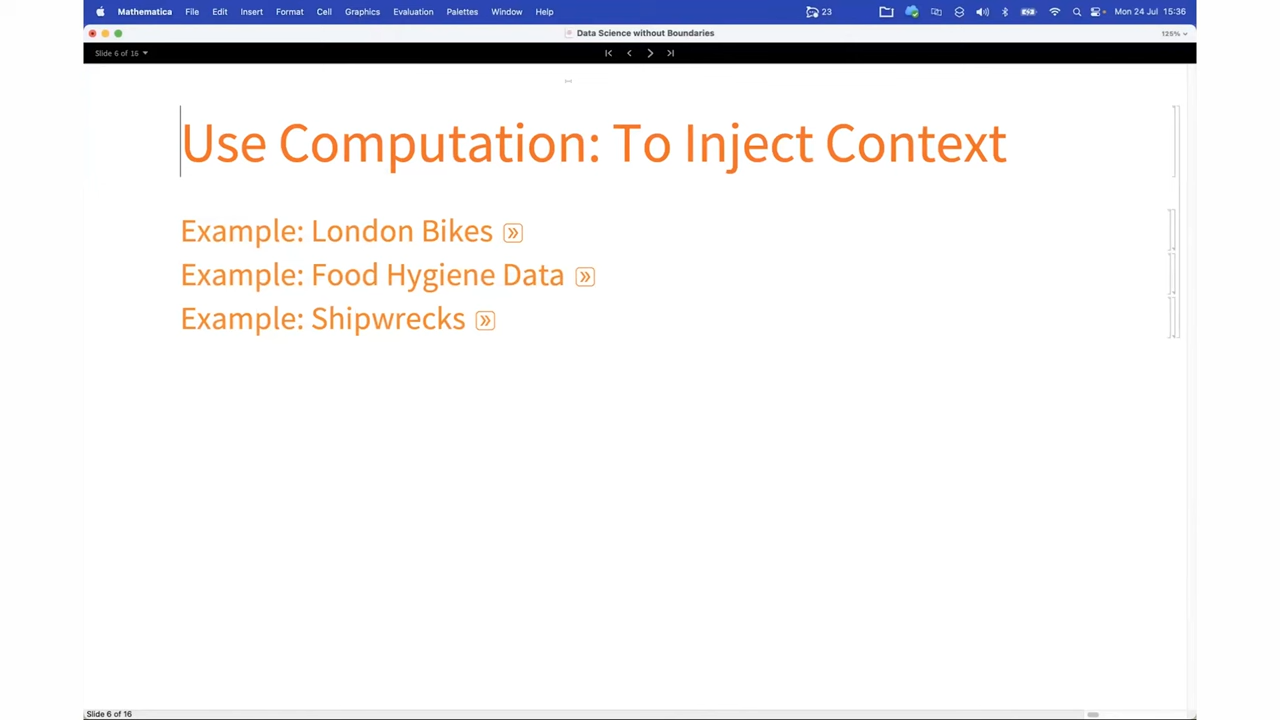 Mathematica File Edit Insert Format Cell Graphics Evaluation Palettes Window Help 23 Mon 24 Jul 15:36
Data Science without Boundaries 125%
Slide 6 of 16
Use Computation: To Inject Context
Example: London Bikes »
Example: Food Hygiene Data »
Example: Shipwrecks »
Slide 6 of 16